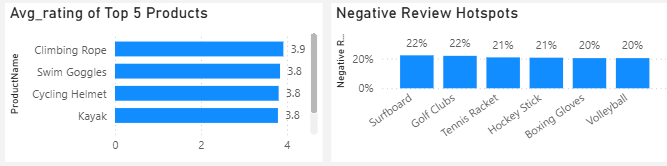 Avg_rating of Top 5 Products
ProductName
Climbing Rope 3.9
Swim Goggles 3.8
Cycling Helmet 3.8
Kayak 3.8
0 2 4
Negative Review Hotspots
Negative R...
20%
0%
22% 22% 21% 21% 20% 20%
Surfboard
Golf Clubs
Tennis Racket
Hockey Stick
Boxing Gloves
Volleyball